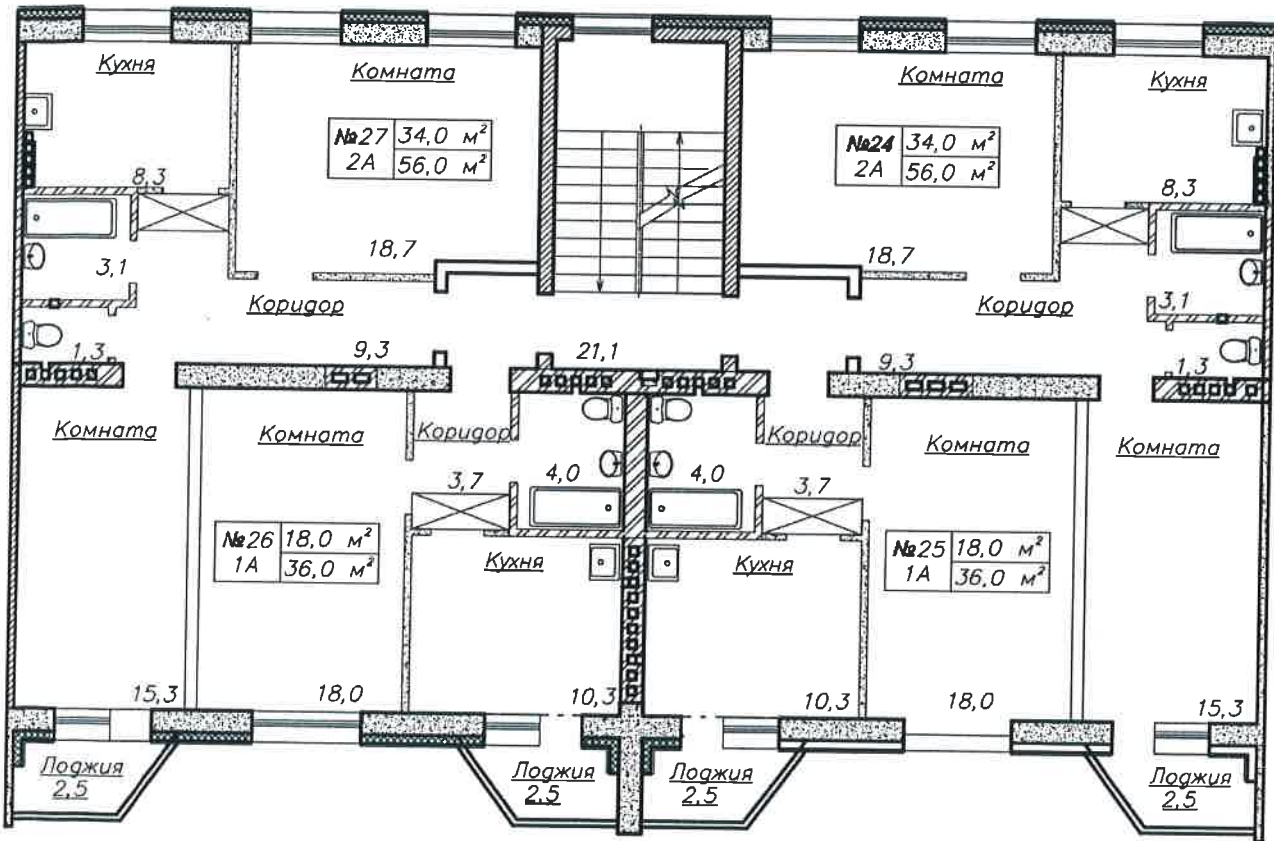 Кухня
Комната
Комната
Кухня
№27 34,0 м²
2А 56,0 м²
№24 34,0 м²
2А 56,0 м²
8,3
8,3
3,1
18,7
18,7
3,1
Коридор
Коридор
1,3
9,3
21,1
9,3
1,3
Комната
Комната
Коридор
Коридор
Комната
Комната
3,7
4,0
4,0
3,7
№26 18,0 м²
1А 36,0 м²
Кухня
Кухня
№25 18,0 м²
1А 36,0 м²
15,3
18,0
10,3
10,3
18,0
15,3
Лоджия
2,5
Лоджия
2,5
Лоджия
2,5
Лоджия
2,5